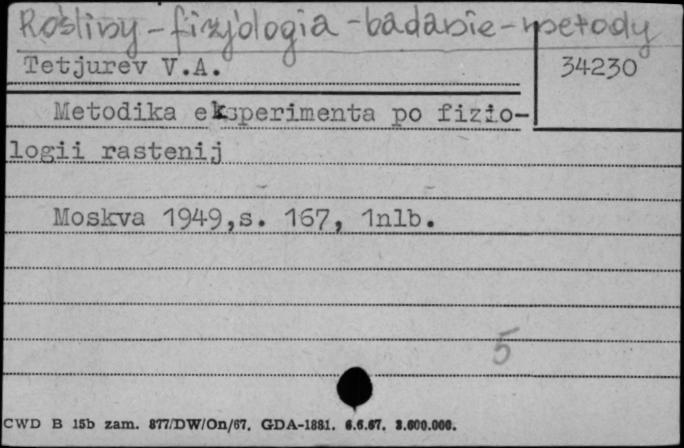 Rośliny - fizjologia - badanie - metody
Tetjurev V.A.
34230
Metodika eksperimenta po fizio-
logii rastenij
Moskva 1949,s. 167, 1nlb.
5
CWD B 15b zam. 877/DW/On/67. GDA-1881. 6.6.67. 3.600.000.